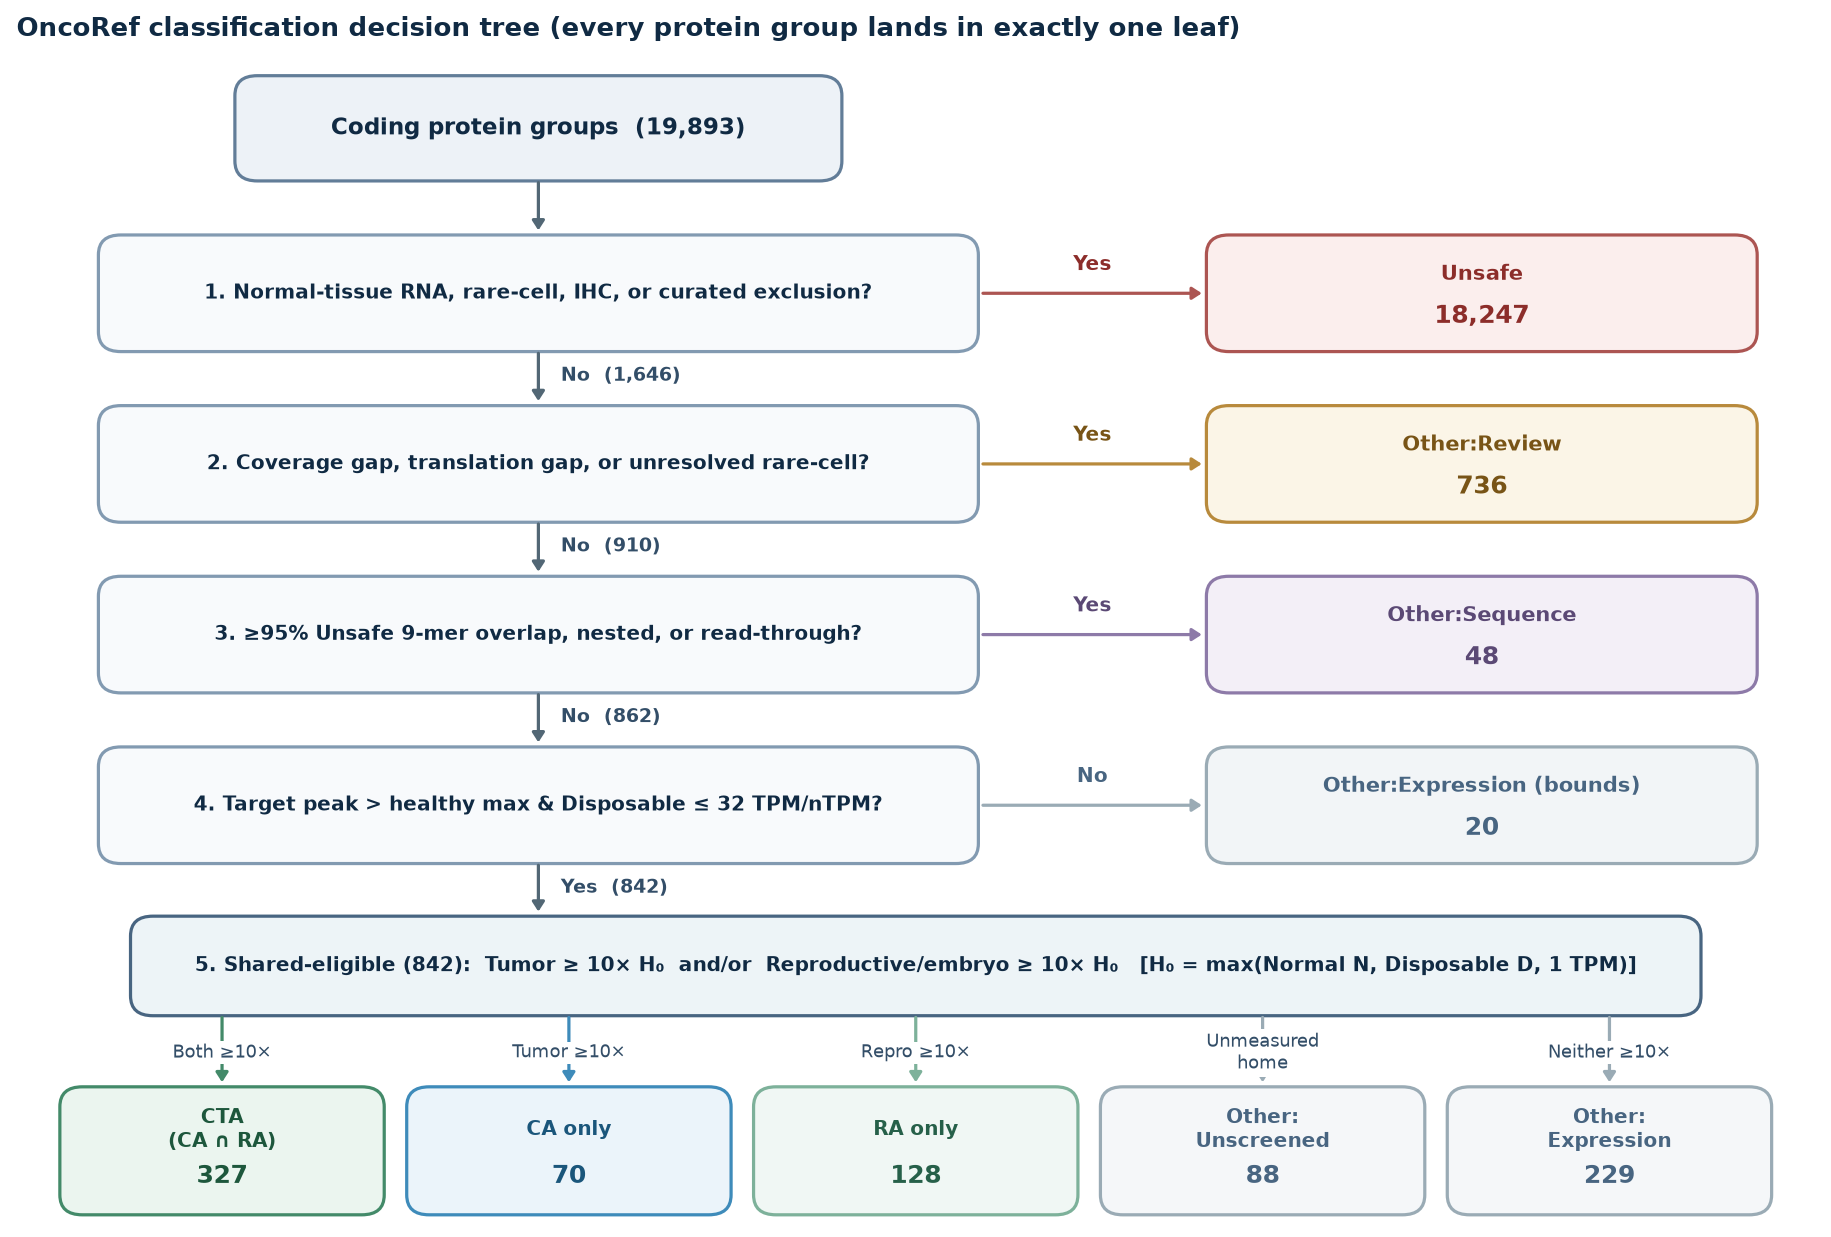 OncoRef classification decision tree (every protein group lands in exactly one leaf)
Coding protein groups  (19,893)
1. Normal-tissue RNA, rare-cell, IHC, or curated exclusion?
Yes
Unsafe
18,247
No  (1,646)
2. Coverage gap, translation gap, or unresolved rare-cell?
Yes
Other:Review
736
No  (910)
3. ≥95% Unsafe 9-mer overlap, nested, or read-through?
Yes
Other:Sequence
48
No  (862)
4. Target peak > healthy max & Disposable ≤ 32 TPM/nTPM?
No
Other:Expression (bounds)
20
Yes  (842)
5. Shared-eligible (842):  Tumor ≥ 10× H₀  and/or  Reproductive/embryo ≥ 10× H₀   [H₀ = max(Normal N, Disposable D, 1 TPM)]
Both ≥10×
Tumor ≥10×
Repro ≥10×
Unmeasured
home
Neither ≥10×
CTA
(CA ∩ RA)
327
CA only
70
RA only
128
Other:
Unscreened
88
Other:
Expression
229